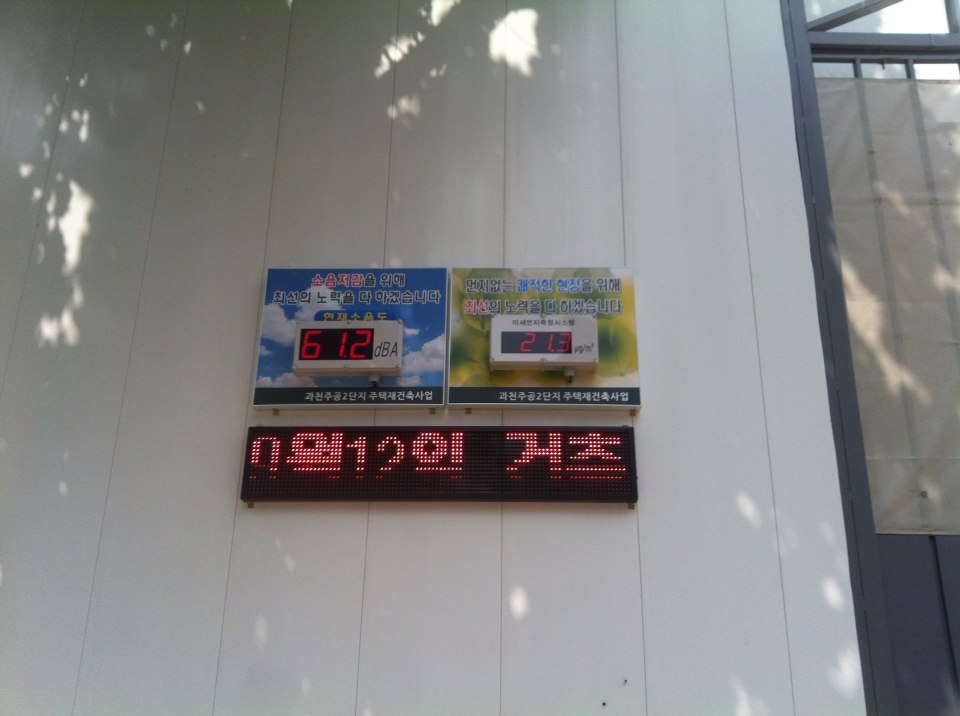 소음저감을 위해
최선의 노력을 다 하겠습니다
현재소음도
61.2 dBA
과천주공2단지 주택재건축사업
먼지없는 쾌적한 현장을 위해
최선의 노력을 다 하겠습니다
미세먼지측정시스템
21.3 μg/m³
과천주공2단지 주택재건축사업